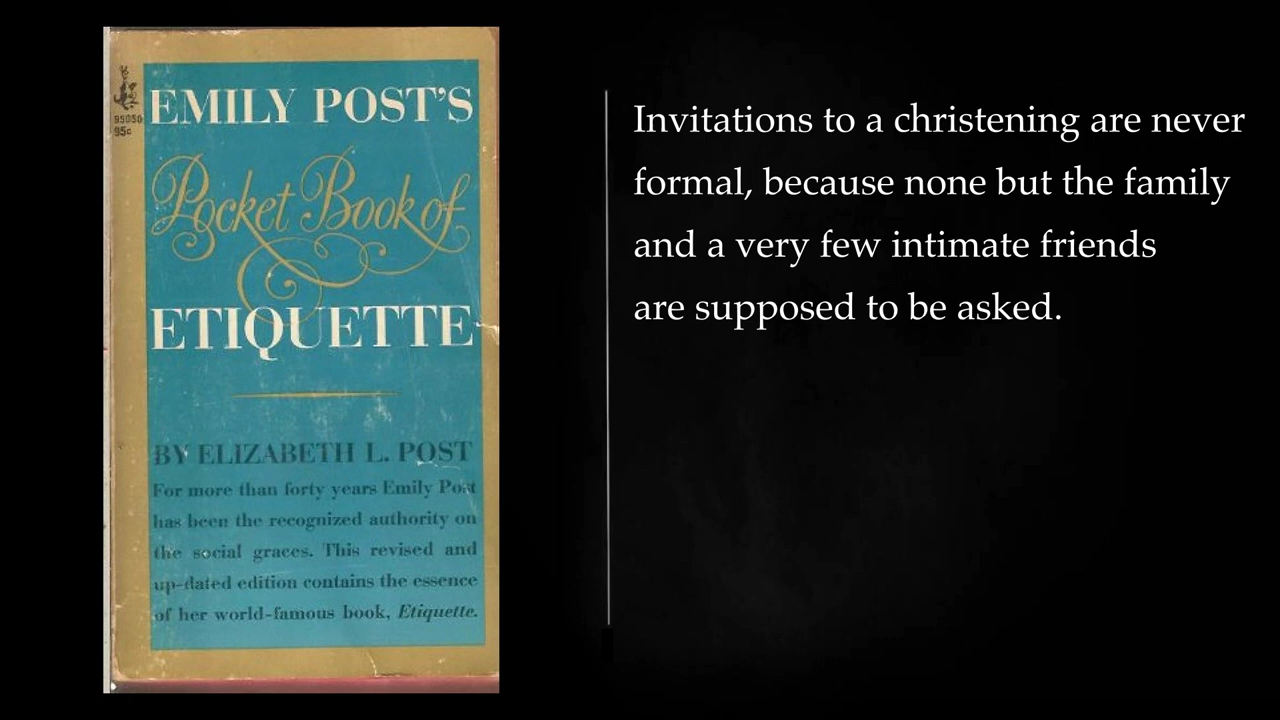 95050
95c
EMILY POST'S
Pocket Book of
ETIQUETTE
BY ELIZABETH L. POST
For more than forty years Emily Post
has been the recognized authority on
the social graces. This revised and
up-dated edition contains the essence
of her world-famous book, Etiquette.
Invitations to a christening are never
formal, because none but the family
and a very few intimate friends
are supposed to be asked.